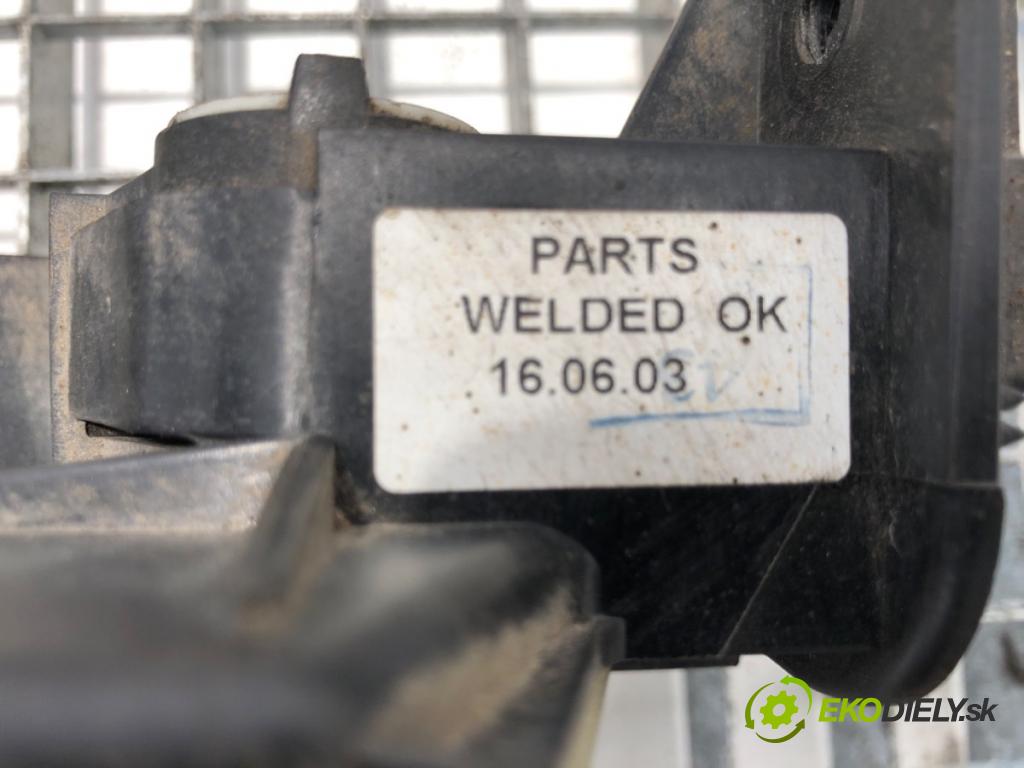 PARTS
WELDED OK
16.06.03
EKODIELY.sk